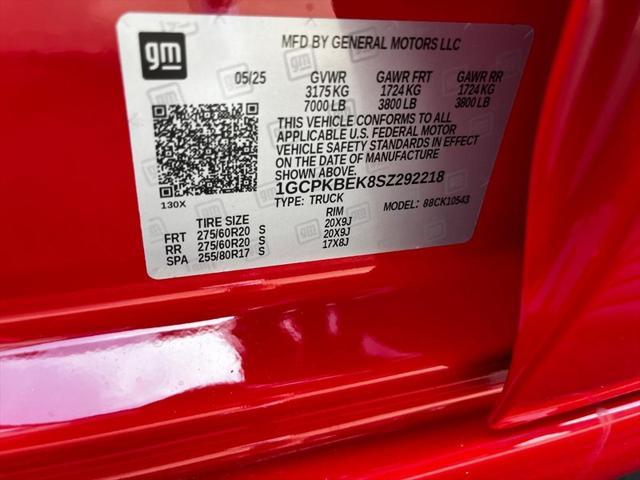 gm
MFD BY GENERAL MOTORS LLC
05/25 GVWR GAWR FRT GAWR RR
3175 KG 1724 KG 1724 KG
7000 LB 3800 LB 3800 LB
THIS VEHICLE CONFORMS TO ALL
APPLICABLE U.S. FEDERAL MOTOR
VEHICLE SAFETY STANDARDS IN EFFECT
ON THE DATE OF MANUFACTURE
SHOWN ABOVE.
130X
1GCPKBEK8SZ292218
TYPE: TRUCK MODEL: 88CK10543
TIRE SIZE RIM
FRT 275/60R20 S 20X9J
RR 275/60R20 S 20X9J
SPA 255/80R17 S 17X8J